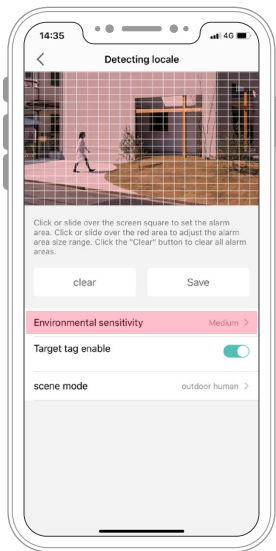 14:35
4G
Detecting locale
Click or slide over the screen
square to set the alarm
area. Click or slide over the red area to adjust the alarm
area size range. Click the "Clear" button to clear all alarm
areas.
clear
Save
Environmental sensitivity
Medium
Target tag enable
scene mode
outdoor human